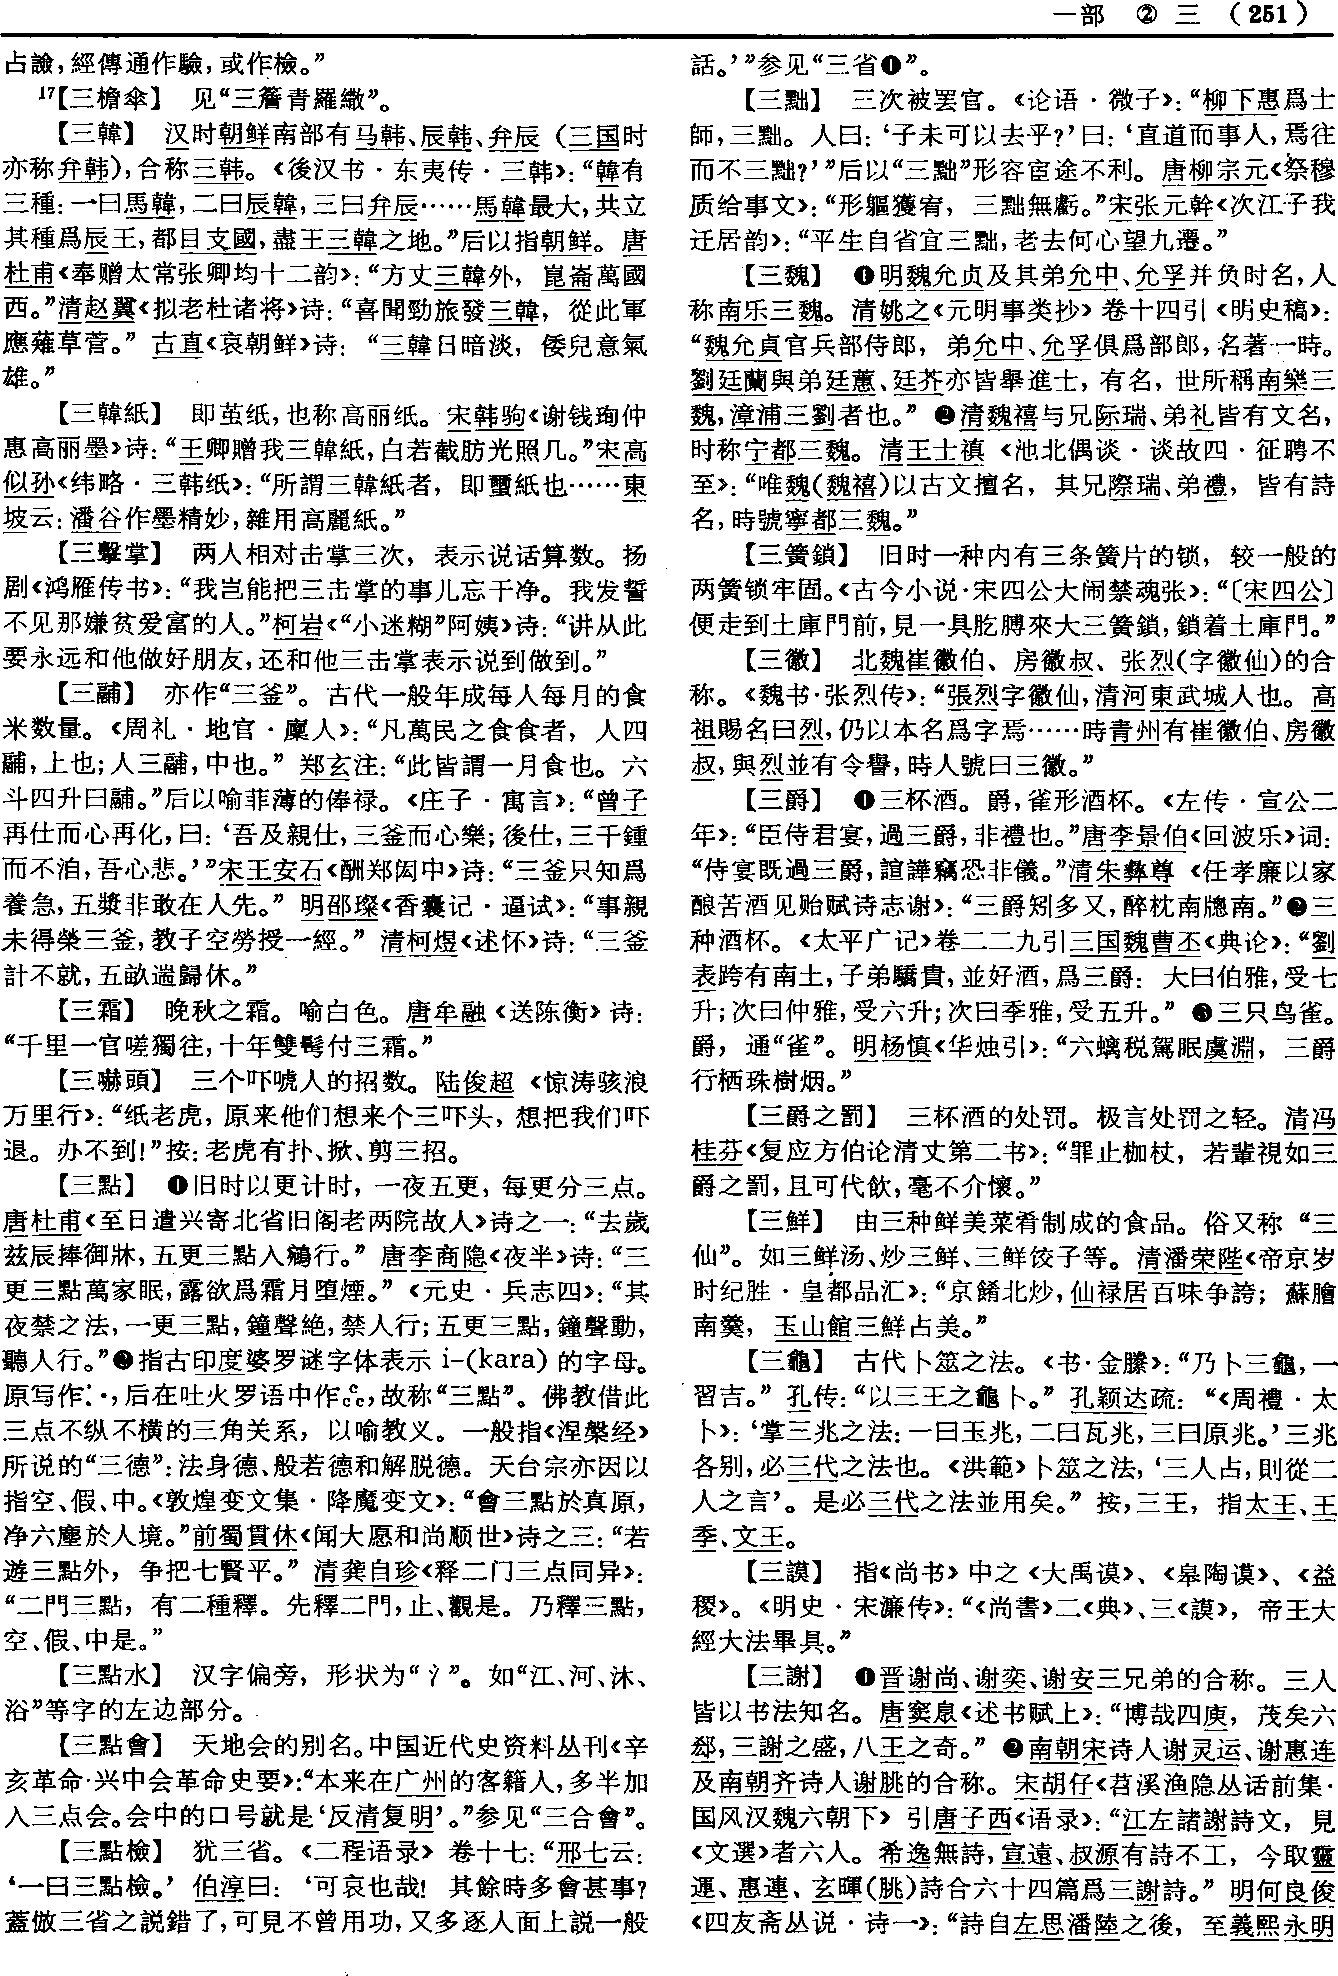 一部 ② 三 （251）
占譣，經傳通作驗，或作檢。”
17【三檐傘】 见“三簷青羅繖”。
【三韓】 汉时朝鲜南部有马韩、辰韩、弁辰（三国时
亦称弁韩），合称三韩。《後汉书·东夷传·三韩》：“韓有
三種：一曰馬韓，二曰辰韓，三曰弁辰……馬韓最大，共立
其種爲辰王，都目支國，盡王三韓之地。”后以指朝鲜。唐
杜甫《奉赠太常张卿均十二韵》：“方丈三韓外，崑崙萬國
西。”清赵翼《拟老杜诸将》诗：“喜聞勁旅發三韓，從此軍
應薙草菅。” 古直《哀朝鲜》诗：“三韓日暗淡，倭兒意氣
雄。”
【三韓紙】 即茧纸，也称高丽纸。宋韩驹《谢钱珣仲
惠高丽墨》诗：“王卿贈我三韓紙，白若截肪光照几。”宋高
似孙《纬略·三韩纸》：“所謂三韓紙者，即蠒紙也……東
坡云：潘谷作墨精妙，雜用高麗紙。”
【三擊掌】 两人相对击掌三次，表示说话算数。扬
剧《鸿雁传书》：“我岂能把三击掌的事儿忘干净。我发誓
不见那嫌贫爱富的人。”柯岩《“小迷糊”阿姨》诗：“讲从此
要永远和他做好朋友，还和他三击掌表示说到做到。”
【三鬴】 亦作“三釜”。古代一般年成每人每月的食
米数量。《周礼·地官·廩人》：“凡萬民之食食者，人四
鬴，上也；人三鬴，中也。” 郑玄注：“此皆謂一月食也。六
斗四升曰鬴。”后以喻菲薄的俸禄。《庄子·寓言》：“曾子
再仕而心再化，曰：‘吾及親仕，三釜而心樂；後仕，三千鍾
而不洎，吾心悲。’”宋王安石《酬郑闳中》诗：“三釜只知爲
養急，五漿非敢在人先。” 明邵璨《香囊记·逼试》：“事親
未得榮三釜，教子空勞授一經。” 清柯煜《述怀》诗：“三釜
計不就，五畝遄歸休。”
【三霜】 晚秋之霜。喻白色。唐牟融《送陈衡》诗：
“千里一官嗟獨往，十年雙髩付三霜。”
【三嚇頭】 三个吓唬人的招数。陆俊超《惊涛骇浪
万里行》：“纸老虎，原来他们想来个三吓头，想把我们吓
退。办不到！”按：老虎有扑、掀、剪三招。
【三點】 ❶旧时以更计时，一夜五更，每更分三点。
唐杜甫《至日遣兴寄北省旧阁老两院故人》诗之一：“去歲
兹辰捧御牀，五更三點入鵷行。” 唐李商隐《夜半》诗：“三
更三點萬家眠，露欲爲霜月堕煙。”《元史·兵志四》：“其
夜禁之法，一更三點，鐘聲絶，禁人行；五更三點，鐘聲動，
聽人行。”❷指古印度婆罗谜字体表示 i-(kara) 的字母。
原写作，后在吐火罗语中作，故称“三點”。佛教借此
三点不纵不横的三角关系，以喻教义。一般指《涅槃经》
所说的“三德”：法身德、般若德和解脱德。天台宗亦因以
指空、假、中。《敦煌变文集·降魔变文》：“會三點於真原，
净六塵於人境。”前蜀貫休《闻大愿和尚顺世》诗之三：“若
遊三點外，争把七賢平。” 清龚自珍《释二门三点同异》：
“二門三點，有二種釋。先釋二門，止、觀是。乃釋三點，
空、假、中是。”
【三點水】 汉字偏旁，形状为“氵”。如“江、河、沐、
浴”等字的左边部分。
【三點會】 天地会的别名。中国近代史资料丛刊《辛
亥革命·兴中会革命史要》：“本来在广州的客籍人，多半加
入三点会。会中的口号就是‘反清复明’。”参见“三合會”。
【三點檢】 犹三省。《二程语录》卷十七：“邢七云：
‘一曰三點檢。’伯淳曰：‘可哀也哉！其餘時多會甚事？
蓋倣三省之説錯了，可見不曾用功，又多逐人面上説一般
話。’”参见“三省❶”。
【三黜】 三次被罢官。《论语·微子》：“柳下惠爲士
師，三黜。人曰：‘子未可以去乎？’曰：‘直道而事人，焉往
而不三黜？’”后以“三黜”形容宦途不利。唐柳宗元《祭穆
质给事文》：“形軀獲宥，三黜無虧。”宋张元幹《次江子我
迁居韵》：“平生自省宜三黜，老去何心望九遷。”
【三魏】 ❶明魏允贞及其弟允中、允孚并负时名，人
称南乐三魏。清姚之《元明事类抄》卷十四引《明史稿》：
“魏允貞官兵部侍郎，弟允中、允孚俱爲部郎，名著一時。
劉廷蘭與弟廷蕙、廷芥亦皆舉進士，有名，世所稱南樂三
魏，漳浦三劉者也。” ❷清魏禧与兄际瑞、弟礼皆有文名，
时称宁都三魏。清王士禛《池北偶谈·谈故四·征聘不
至》：“唯魏（魏禧）以古文擅名，其兄際瑞、弟禮，皆有詩
名，時號寧都三魏。”
【三簧鎖】 旧时一种内有三条簧片的锁，较一般的
两簧锁牢固。《古今小说·宋四公大闹禁魂张》：“〔宋四公〕
便走到土庫門前，見一具肐膊來大三簧鎖，鎖着土庫門。”
【三徽】 北魏崔徽伯、房徽叔、张烈（字徽仙）的合
称。《魏书·张烈传》：“張烈字徽仙，清河東武城人也。高
祖賜名曰烈，仍以本名爲字焉……時青州有崔徽伯、房徽
叔，與烈並有令譽，時人號曰三徽。”
【三爵】 ❶三杯酒。爵，雀形酒杯。《左传·宣公二
年》：“臣侍君宴，過三爵，非禮也。”唐李景伯《回波乐》词：
“侍宴既過三爵，諠譁竊恐非儀。”清朱彝尊《任孝廉以家
酿苦酒见贻赋诗志谢》：“三爵矧多又，醉枕南牕南。”❷三
种酒杯。《太平广记》卷二二九引三国魏曹丕《典论》：“劉
表跨有南土，子弟驕貴，並好酒，爲三爵：大曰伯雅，受七
升；次曰仲雅，受六升；次曰季雅，受五升。” ❸三只鸟雀。
爵，通“雀”。明杨慎《华烛引》：“六螭税駕眠虞淵，三爵
行栖珠樹烟。”
【三爵之罰】 三杯酒的处罚。极言处罚之轻。清冯
桂芬《复应方伯论清丈第二书》：“罪止枷杖，若輩視如三
爵之罰，且可代飲，毫不介懷。”
【三鮮】 由三种鲜美菜肴制成的食品。俗又称“三
仙”。如三鲜汤、炒三鲜、三鲜饺子等。清潘荣陛《帝京岁
时纪胜·皇都品汇》：“京餚北炒，仙禄居百味争誇；蘇膾
南羹，玉山館三鮮占美。”
【三龜】 古代卜筮之法。《书·金縢》：“乃卜三龜，一
習吉。” 孔传：“以三王之龜卜。” 孔颖达疏：“《周禮·太
卜》：‘掌三兆之法：一曰玉兆，二曰瓦兆，三曰原兆。’三兆
各别，必三代之法也。《洪範》卜筮之法，‘三人占，則從二
人之言’。是必三代之法並用矣。” 按，三王，指太王、王
季、文王。
【三謨】 指《尚书》中之《大禹谟》、《皋陶谟》、《益
稷》。《明史·宋濂传》：“《尚書》二《典》、三《謨》，帝王大
經大法畢具。”
【三謝】 ❶晋谢尚、谢奕、谢安三兄弟的合称。三人
皆以书法知名。唐窦臮《述书赋上》：“博哉四庾，茂矣六
郄，三謝之盛，八王之奇。” ❷南朝宋诗人谢灵运、谢惠连
及南朝齐诗人谢朓的合称。宋胡仔《苕溪渔隐丛话前集·
国风汉魏六朝下》引唐子西《语录》：“江左諸謝詩文，見
《文選》者六人。希逸無詩，宣遠、叔源有詩不工，今取靈
運、惠連、玄暉（朓）詩合六十四篇爲三謝詩。” 明何良俊
《四友斋丛说·诗一》：“詩自左思潘陸之後，至義熙永明